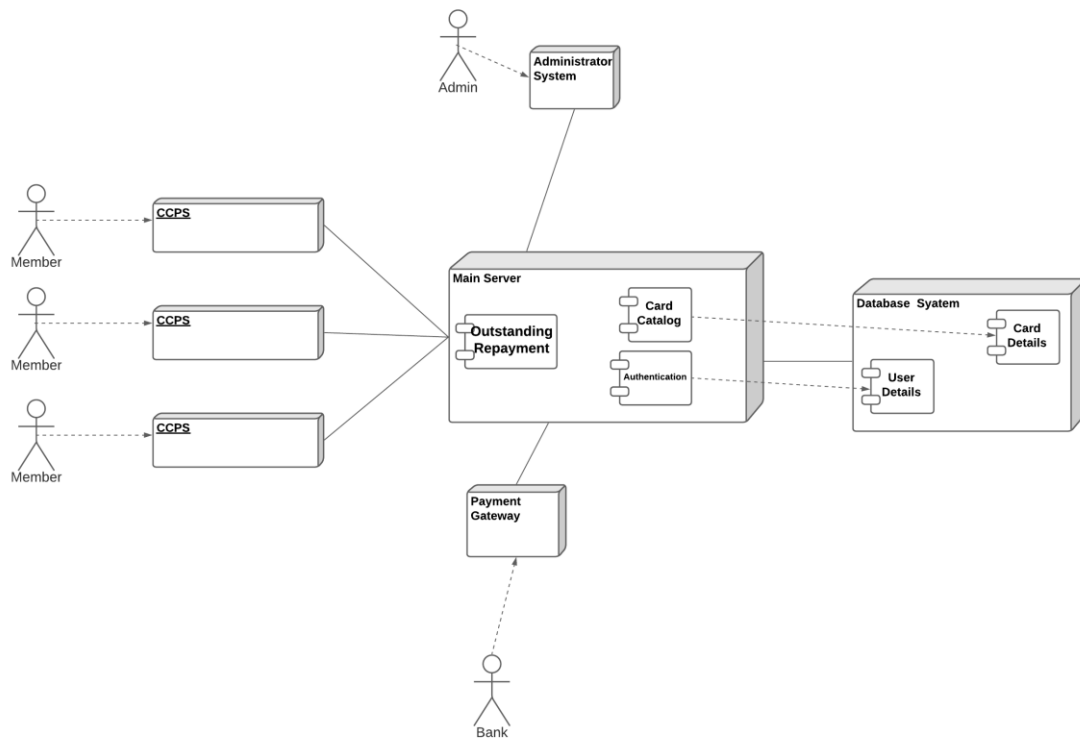 Admin
Administrator
System
Member
CCPS
Member
CCPS
Member
CCPS
Main Server
Outstanding
Repayment
Card
Catalog
Authentication
Database Syatem
Card
Details
User
Details
Payment
Gateway
Bank